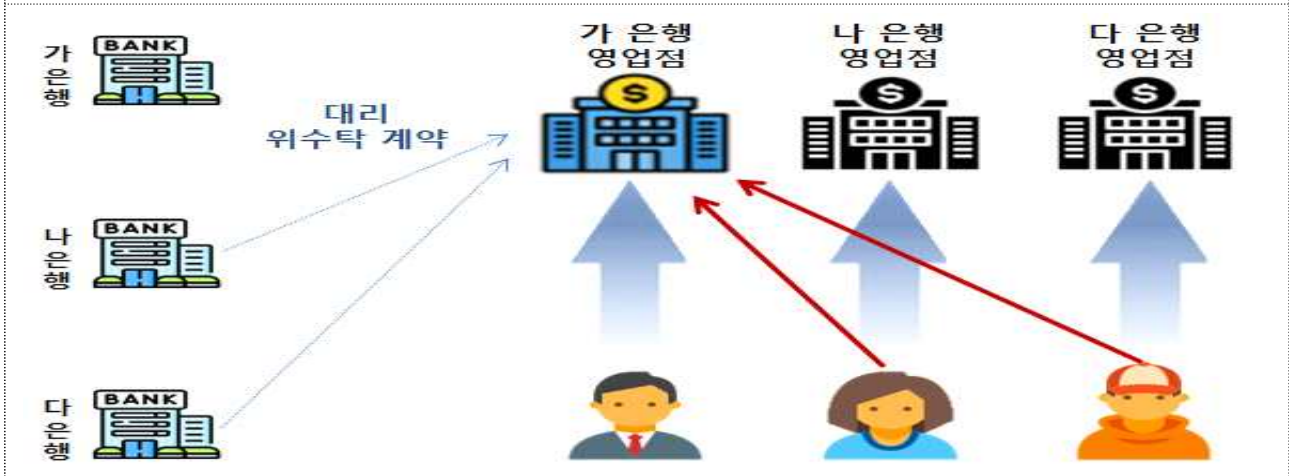 가 은행
BANK
나 은행
BANK
다 은행
BANK
대리
위수탁 계약
가 은행
영업점
$
나 은행
영업점
$
다 은행
영업점
$